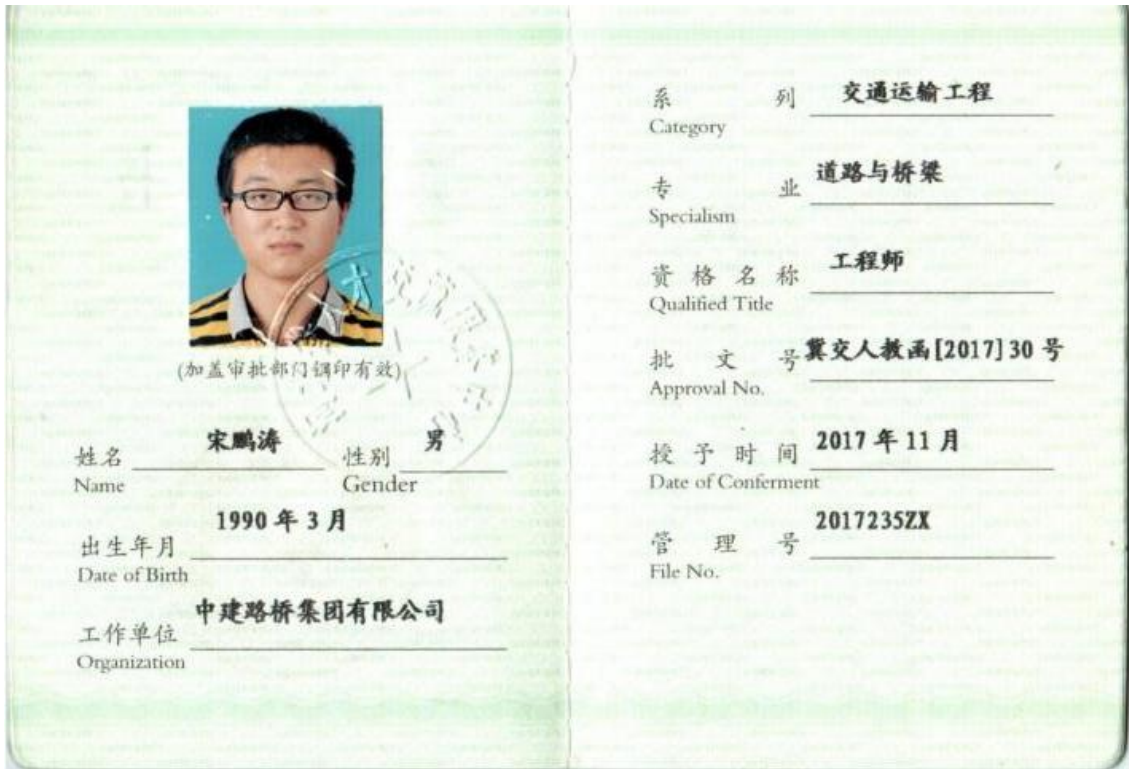 (加盖审批部门钢印有效)
姓名 宋鹏涛 性别 男
Name Gender
1990 年 3 月
出生年月
Date of Birth
中建路桥集团有限公司
工作单位
Organization
系列 交通运输工程
Category
专业 道路与桥梁
Specialism
资格名称 工程师
Qualified Title
批文号 冀交人教函[2017]30 号
Approval No.
授予时间 2017 年 11 月
Date of Conferment
管理号 2017235ZX
File No.